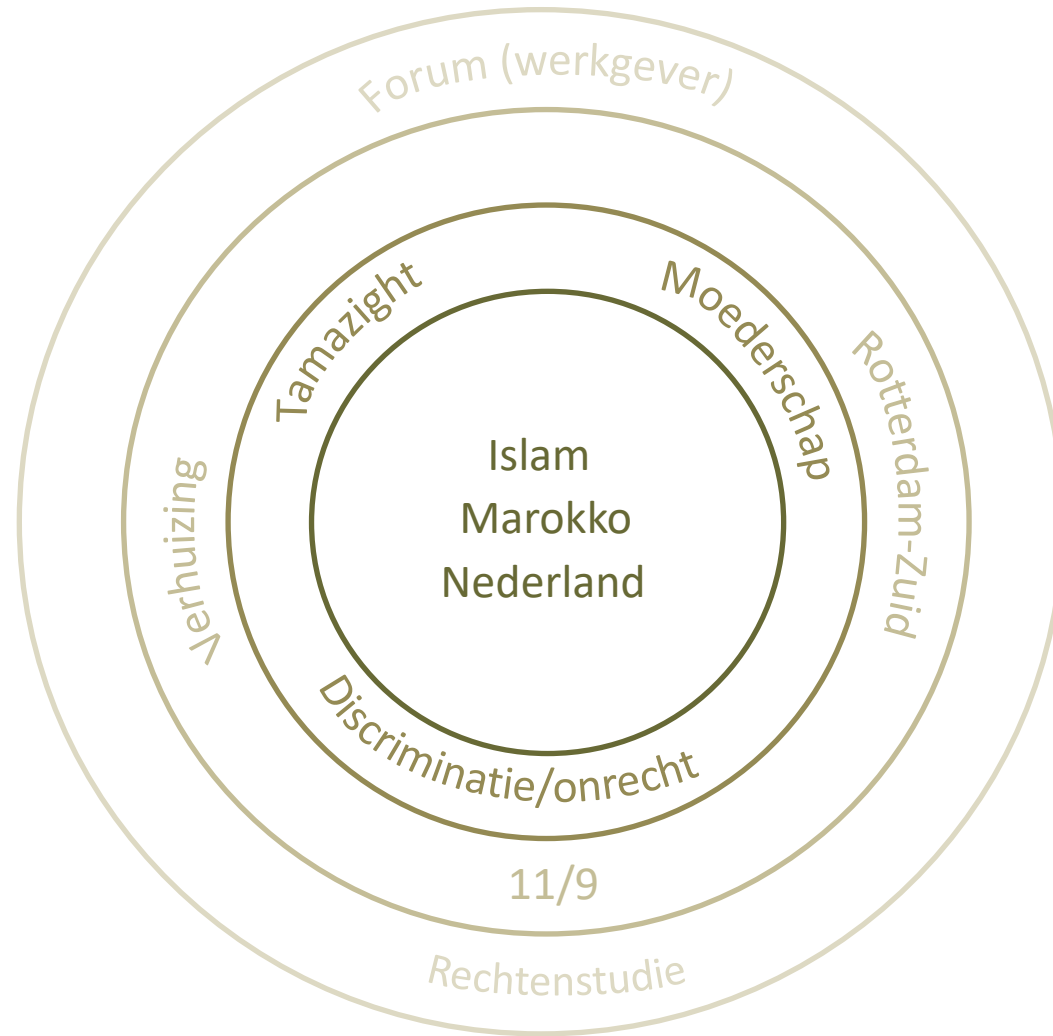 Forum (werkgever)
Tamazight
Moederschap
Rotterdam-Zuid
Islam
Marokko
Nederland
Verhuizing
Discriminatie/onrecht
11/9
Rechtenstudie